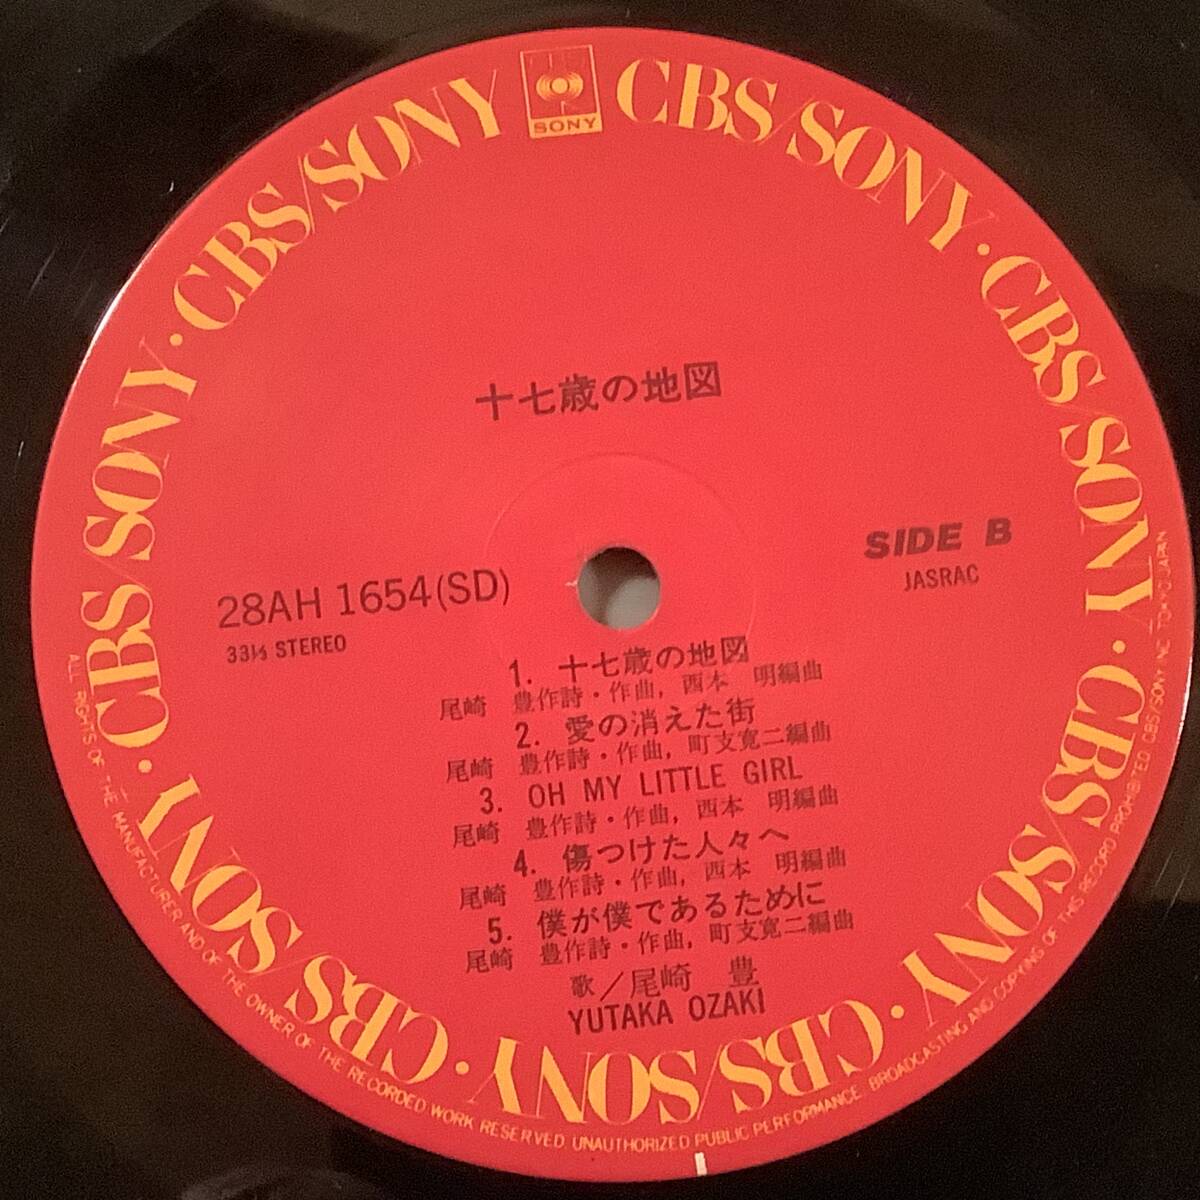 SONY
CBS/SONY · CBS/SONY · CBS/SONY · CBS/SONY · CBS/SONY · CBS/SONY · CBS/SONY · CBS/SONY
十七歳の地図
28AH 1654(SD)
33⅓ STEREO
SIDE B
JASRAC
1. 十七歳の地図
尾崎 豊作詩・作曲, 西本 明編曲
2. 愛の消えた街
尾崎 豊作詩・作曲, 町支寛二編曲
3. OH MY LITTLE GIRL
尾崎 豊作詩・作曲, 西本 明編曲
4. 傷つけた人々へ
尾崎 豊作詩・作曲, 西本 明編曲
5. 僕が僕であるために
尾崎 豊作詩・作曲, 町支寛二編曲
歌／尾崎 豊
YUTAKA OZAKI
ALL RIGHTS OF THE MANUFACTURER AND OF THE OWNER OF THE RECORDED WORK RESERVED. UNAUTHORIZED PUBLIC PERFORMANCE. BROADCASTING AND COPYING OF THIS RECORD PROHIBITED. CBS/SONY INC. TOKYO, JAPAN